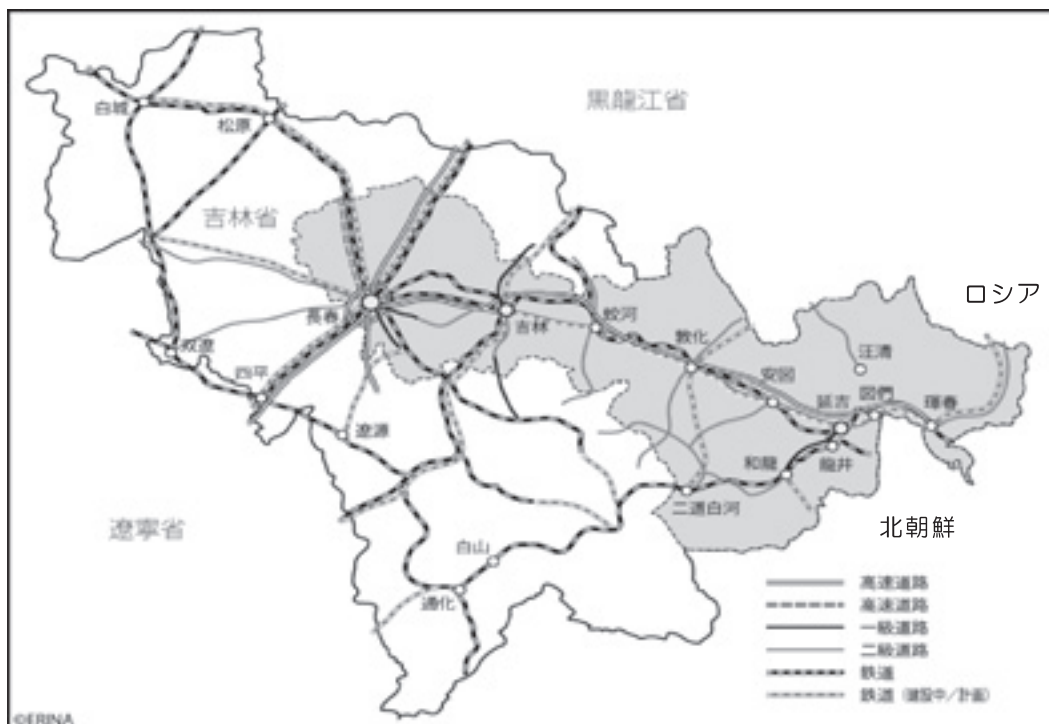 黒龍江省
白城
松原
吉林省
ロシア
長春
吉林
蛟河
敦化
汪清
双遼
四平
安図
延吉
図們
琿春
遼源
和龍
龍井
二道白河
遼寧省
北朝鮮
白山
通化
高速道路
高速道路
一級道路
二級道路
鉄道
鉄道（建設中／計画）
©ERINA